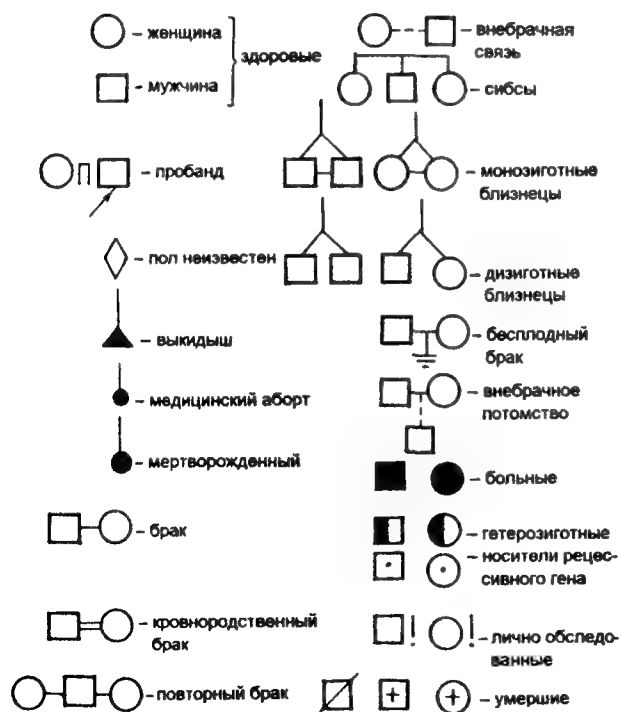 - женщина
- мужчина
здоровые
- пробанд
- пол неизвестен
- выкидыш
- медицинский аборт
- мертворожденный
- брак
- кровнородственный
брак
- повторный брак
- внебрачная
связь
- сибсы
- монозиготные
близнецы
- дизиготные
близнецы
- бесплодный
брак
- внебрачное
потомство
- больные
- гетерозиготные
- носители рецес-
сивного гена
! ! - лично обследо-
ванные
- умершие